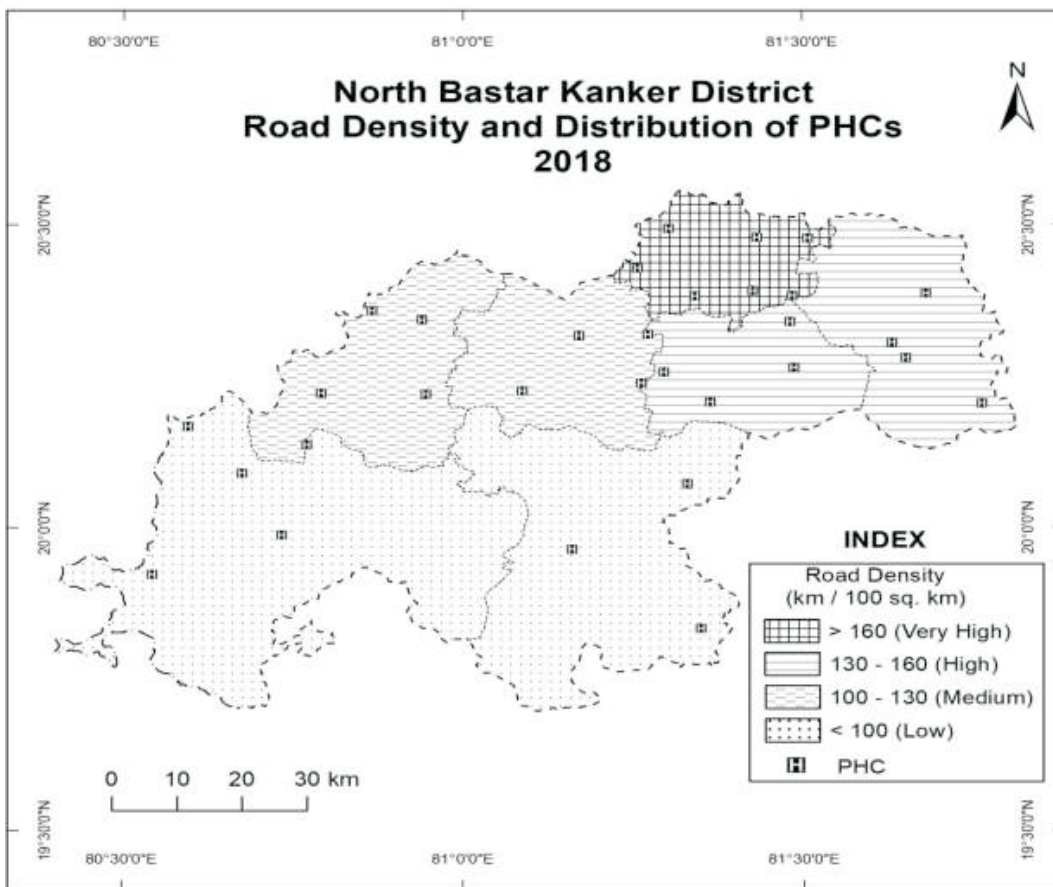 80°30'0"E 81°0'0"E 81°30'0"E
North Bastar Kanker District
Road Density and Distribution of PHCs
2018
N
20°30'0"N 20°30'0"N
20°0'0"N 20°0'0"N
INDEX
Road Density
(km / 100 sq. km)
> 160 (Very High)
130 - 160 (High)
100 - 130 (Medium)
< 100 (Low)
H PHC
0 10 20 30 km
19°30'0"N 19°30'0"N
80°30'0"E 81°0'0"E 81°30'0"E